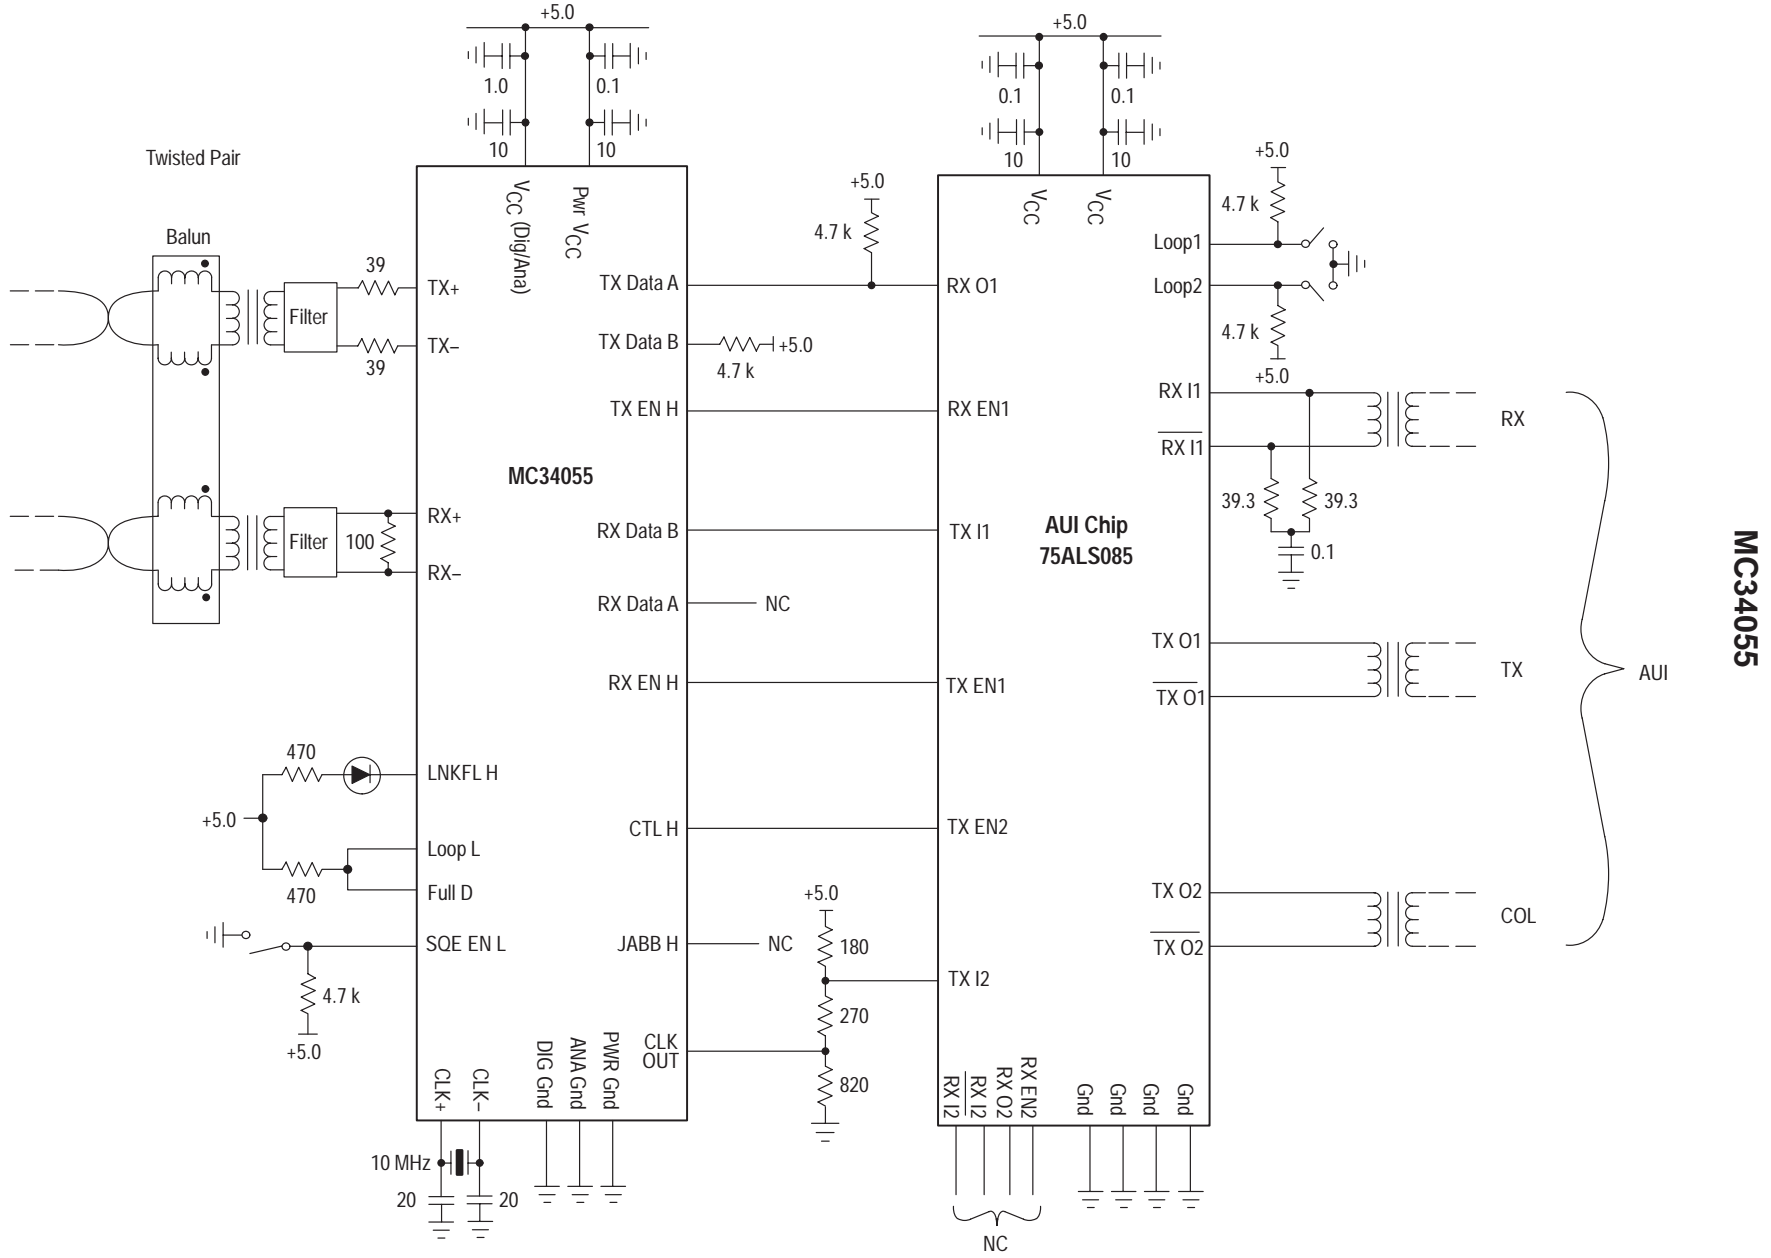 +5.0
+5.0
1.0
0.1
0.1
0.1
10
10
10
10
Twisted Pair
Balun
39
39
Filter
Filter
100
TX+
TX–
RX+
RX–
VCC (Dig/Ana)
Pwr VCC
TX Data A
TX Data B
TX EN H
MC34055
RX Data B
RX Data A
NC
RX EN H
CTL H
JABB H
NC
CLK
OUT
+5.0
4.7 k
4.7 k
+5.0
470
LNKFL H
+5.0
Loop L
Full D
470
SQE EN L
4.7 k
+5.0
CLK+
CLK–
DIG Gnd
ANA Gnd
PWR Gnd
10 MHz
20
20
+5.0
180
270
820
VCC
VCC
RX O1
RX EN1
TX I1
AUI Chip
75ALS085
TX EN1
TX EN2
TX I2
RX I2
RX I2
RX O2
RX EN2
Gnd
Gnd
Gnd
Gnd
NC
+5.0
4.7 k
Loop1
Loop2
4.7 k
+5.0
RX I1
RX I1
39.3
39.3
0.1
TX O1
TX O1
TX O2
TX O2
RX
TX
COL
AUI
MC34055